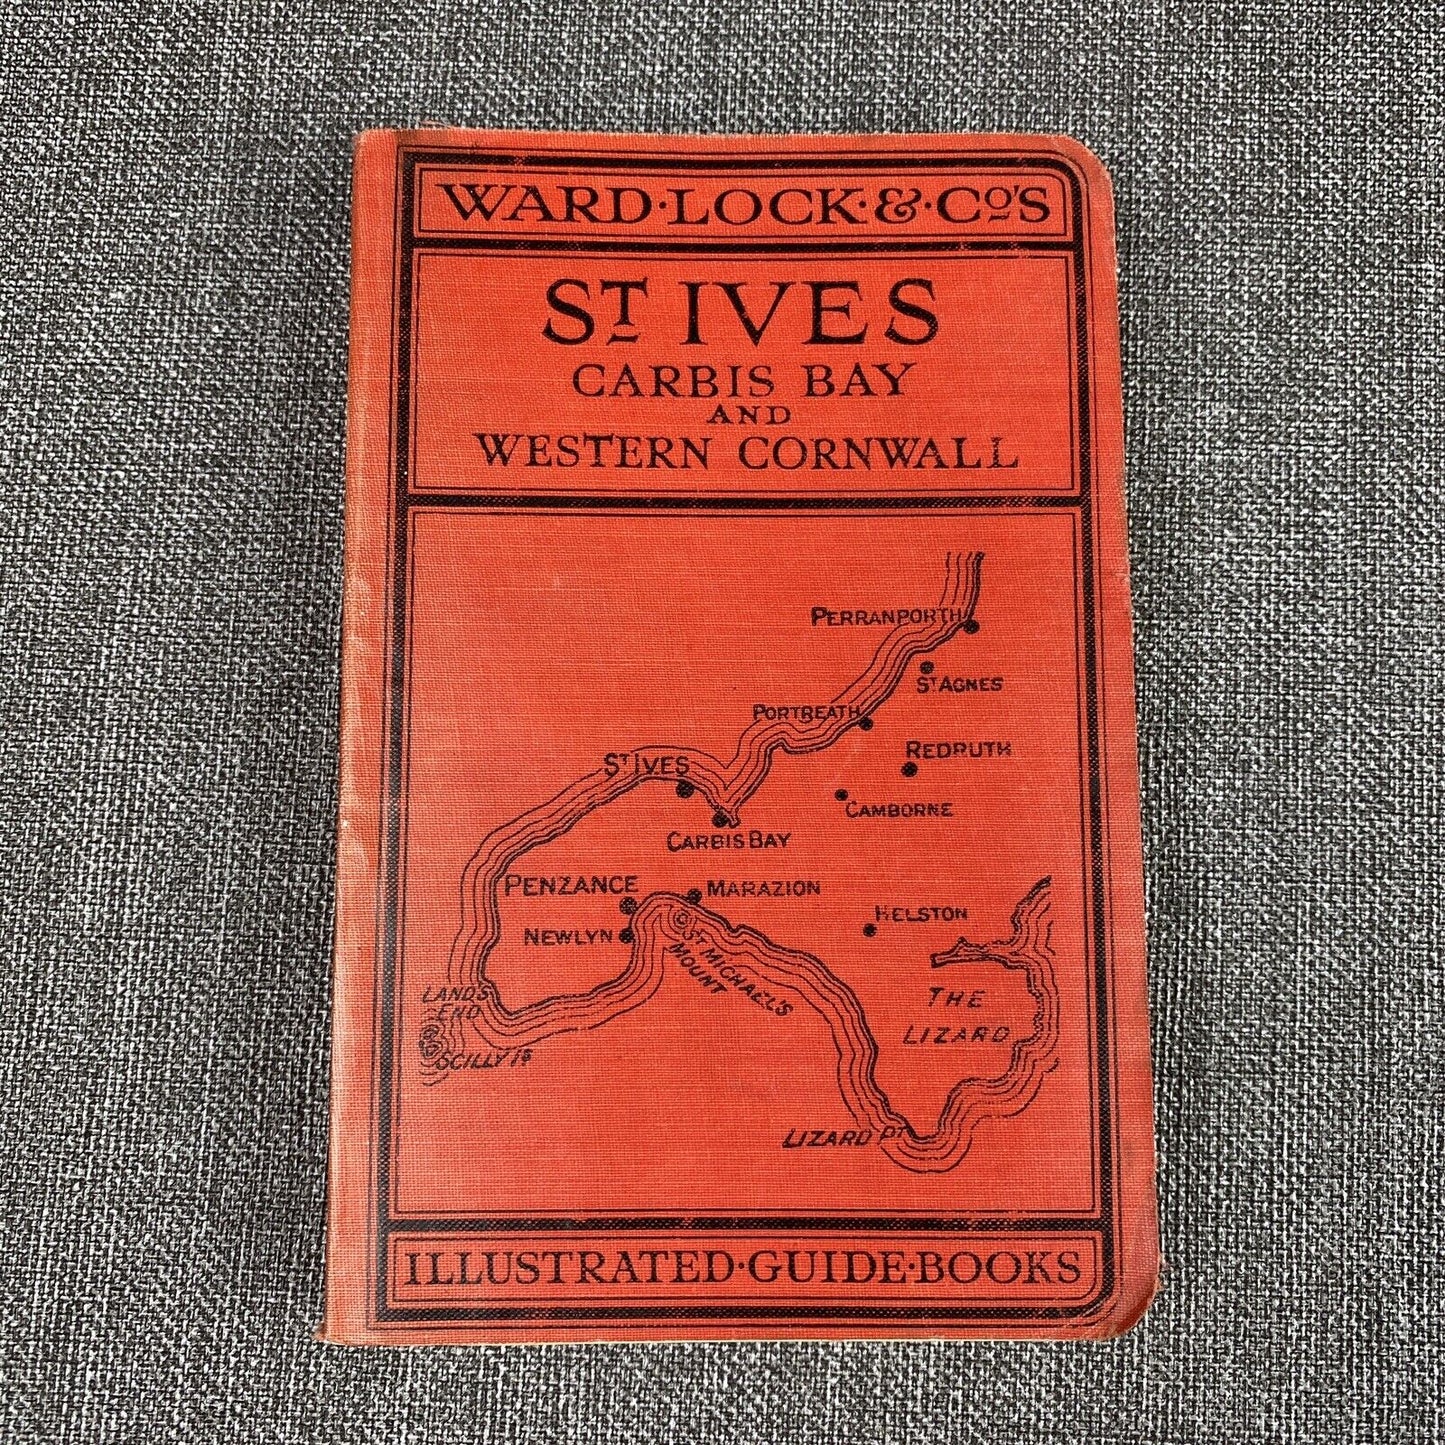 WARD·LOCK·&·Co's
ST IVES
CARBIS BAY
AND
WESTERN CORNWALL
PERRANPORTH
ST AGNES
PORTREATH
REDRUTH
ST IVES
CAMBORNE
CARBIS BAY
PENZANCE
MARAZION
HELSTON
NEWLYN
ST MICHAEL'S
MOUNT
LANDS
END
THE
LIZARD
SCILLY IS
LIZARD PT
ILLUSTRATED·GUIDE·BOOKS